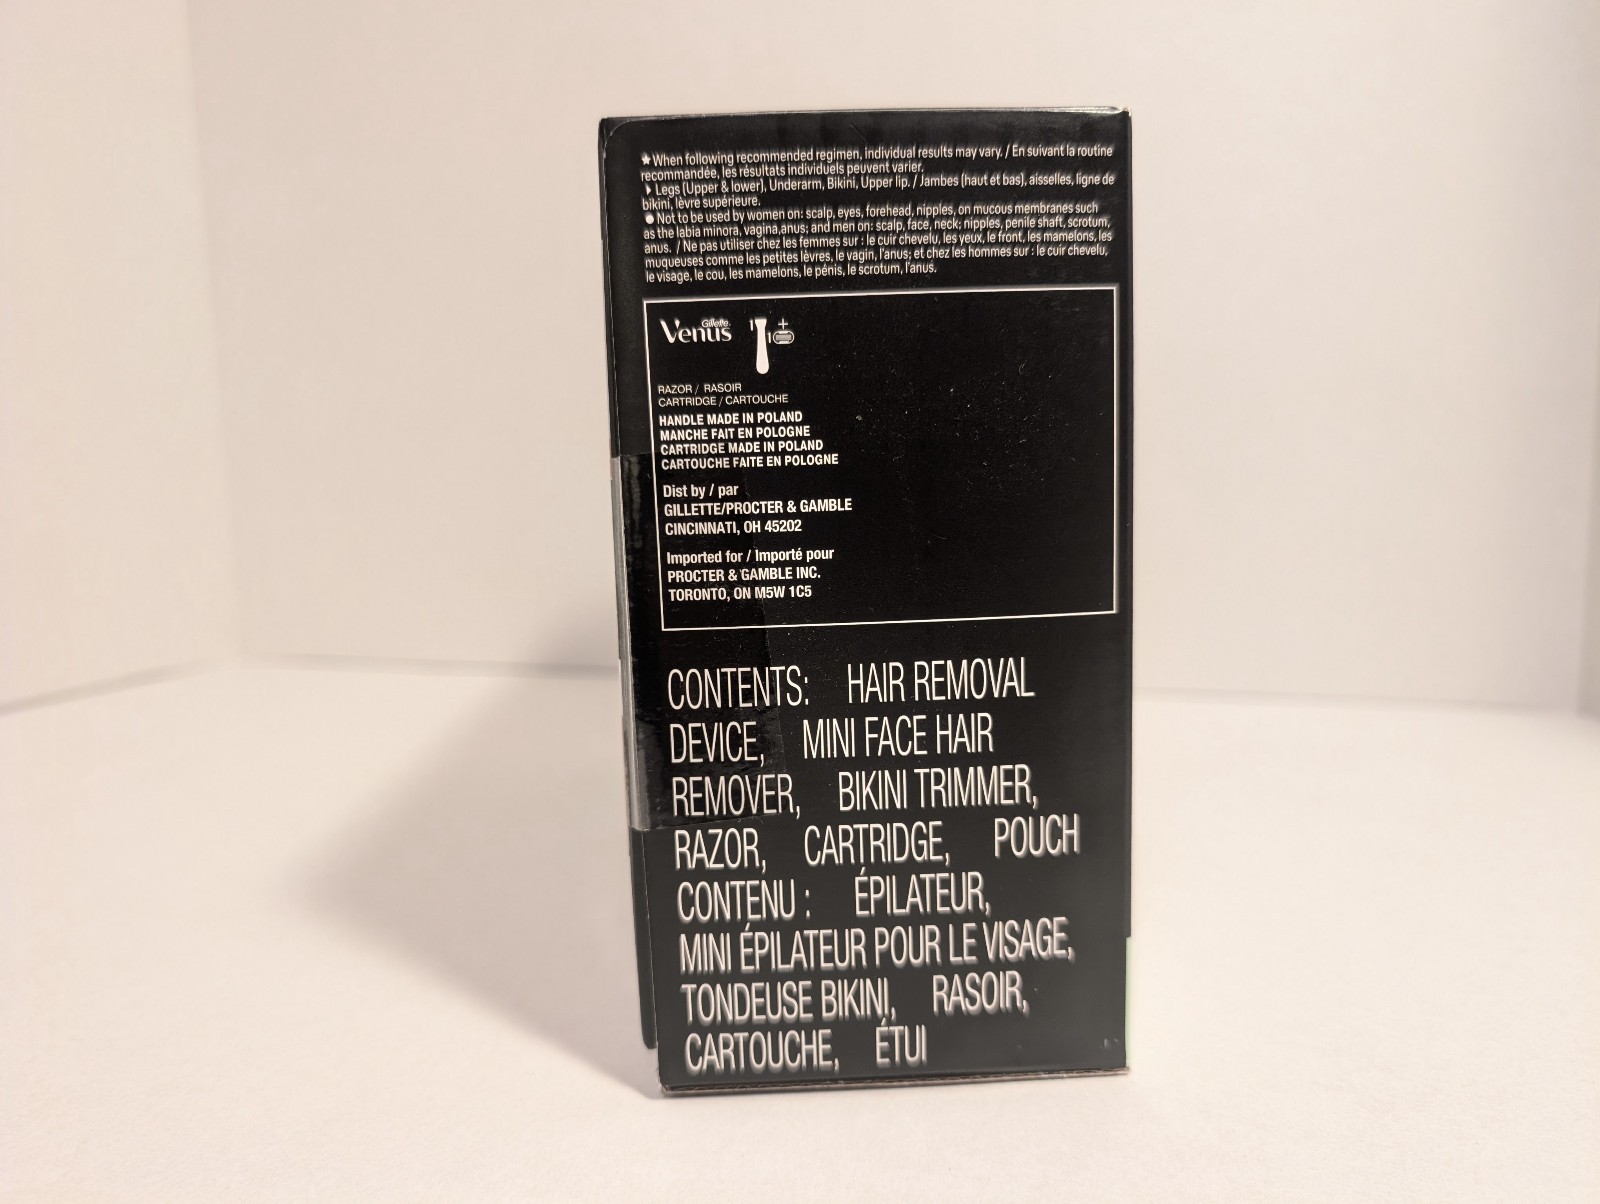 ★ When following recommended regimen, individual results may vary. / En suivant la routine
recommandée, les résultats individuels peuvent varier.
▶ Legs (Upper & lower), Underarm, Bikini, Upper lip. / Jambes (haut et bas), aisselles, ligne de
bikini, lèvre supérieure.
● Not to be used by women on: scalp, eyes, forehead, nipples, on mucous membranes such
as the labia minora, vagina,anus; and men on: scalp, face, neck; nipples, penile shaft, scrotum,
anus. / Ne pas utiliser chez les femmes sur : le cuir chevelu, les yeux, le front, les mamelons, les
muqueuses comme les petites lèvres, le vagin, l'anus; et chez les hommes sur : le cuir chevelu,
le visage, le cou, les mamelons, le pénis, le scrotum, l'anus.
Gillette
Venus 1 + 1
RAZOR / RASOIR
CARTRIDGE / CARTOUCHE
HANDLE MADE IN POLAND
MANCHE FAIT EN POLOGNE
CARTRIDGE MADE IN POLAND
CARTOUCHE FAITE EN POLOGNE
Dist by / par
GILLETTE/PROCTER & GAMBLE
CINCINNATI, OH 45202
Imported for / Importé pour
PROCTER & GAMBLE INC.
TORONTO, ON M5W 1C5
CONTENTS: HAIR REMOVAL
DEVICE, MINI FACE HAIR
REMOVER, BIKINI TRIMMER,
RAZOR, CARTRIDGE, POUCH
CONTENU : ÉPILATEUR,
MINI ÉPILATEUR POUR LE VISAGE,
TONDEUSE BIKINI, RASOIR,
CARTOUCHE, ÉTUI